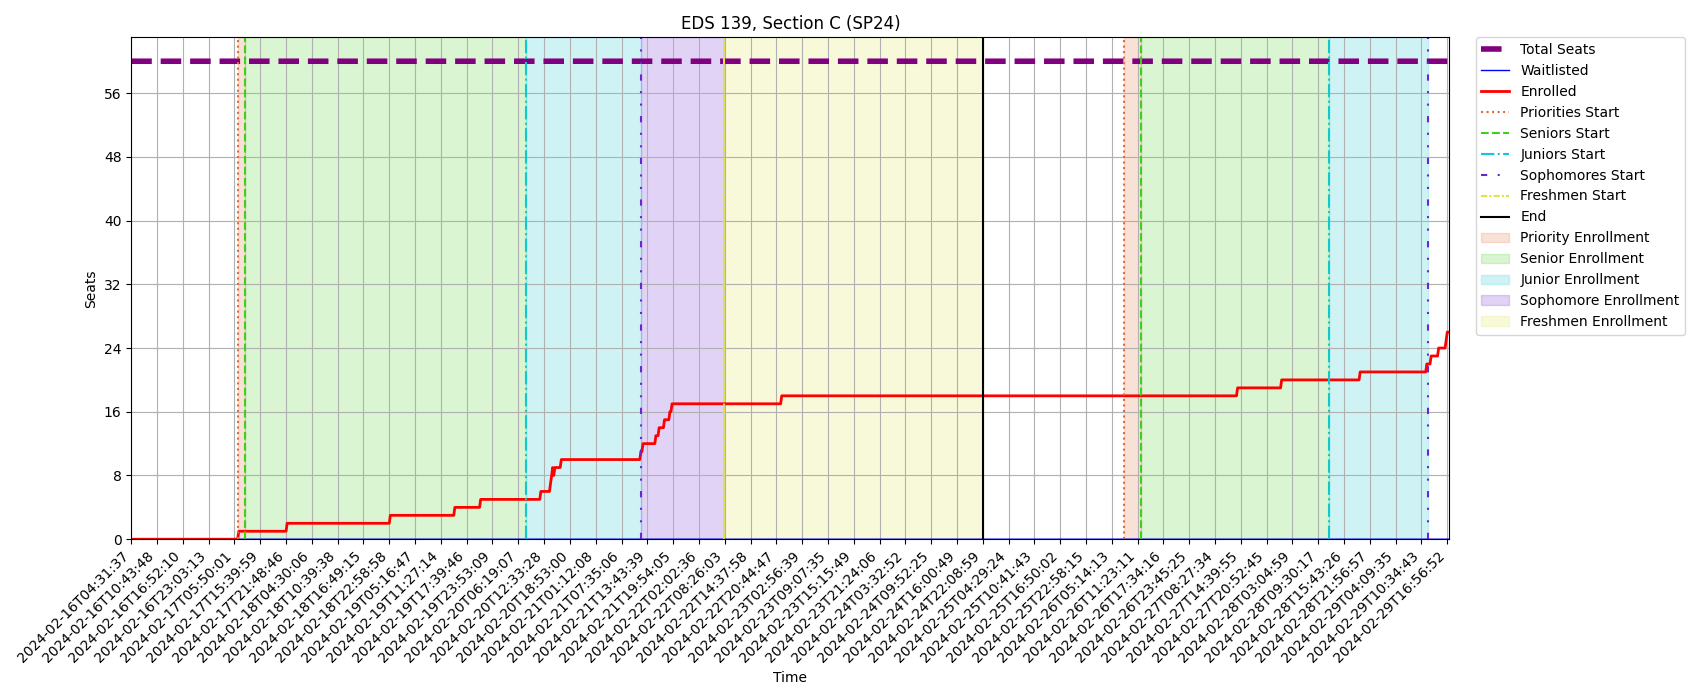 EDS 139, Section C (SP24)
Total Seats
Waitlisted
Enrolled
Priorities Start
Seniors Start
Juniors Start
Sophomores Start
Freshmen Start
End
Priority Enrollment
Senior Enrollment
Junior Enrollment
Sophomore Enrollment
Freshmen Enrollment
Seats
56
48
40
32
24
16
8
0
2024-02-16T04:31:37
2024-02-16T10:43:48
2024-02-16T16:52:10
2024-02-16T23:03:13
2024-02-17T05:50:01
2024-02-17T15:39:59
2024-02-17T21:48:46
2024-02-18T04:30:06
2024-02-18T10:39:38
2024-02-18T16:49:15
2024-02-18T22:58:58
2024-02-19T05:16:47
2024-02-19T11:27:14
2024-02-19T17:39:46
2024-02-19T23:53:09
2024-02-20T06:19:07
2024-02-20T12:33:28
2024-02-20T18:53:00
2024-02-21T01:12:08
2024-02-21T07:35:06
2024-02-21T13:43:39
2024-02-21T19:54:05
2024-02-22T02:02:36
2024-02-22T08:26:03
2024-02-22T14:37:58
2024-02-22T20:44:47
2024-02-23T02:56:39
2024-02-23T09:07:35
2024-02-23T15:15:49
2024-02-23T21:24:06
2024-02-24T03:32:52
2024-02-24T09:52:25
2024-02-24T16:00:49
2024-02-24T22:08:59
2024-02-25T04:29:24
2024-02-25T10:41:43
2024-02-25T16:50:02
2024-02-25T22:58:15
2024-02-26T05:14:13
2024-02-26T11:23:11
2024-02-26T17:34:16
2024-02-26T23:45:25
2024-02-27T08:27:34
2024-02-27T14:39:55
2024-02-27T20:52:45
2024-02-28T03:04:59
2024-02-28T09:30:17
2024-02-28T15:43:26
2024-02-28T21:56:57
2024-02-29T04:09:35
2024-02-29T10:34:43
2024-02-29T16:56:52
Time